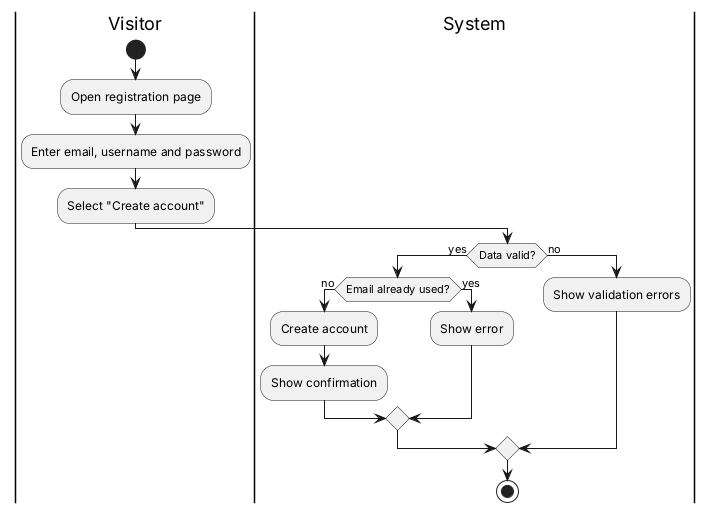 Visitor
System
Open registration page
Enter email, username and password
Select "Create account"
yes
Data valid?
no
no
Email already used?
yes
Show validation errors
Create account
Show error
Show confirmation